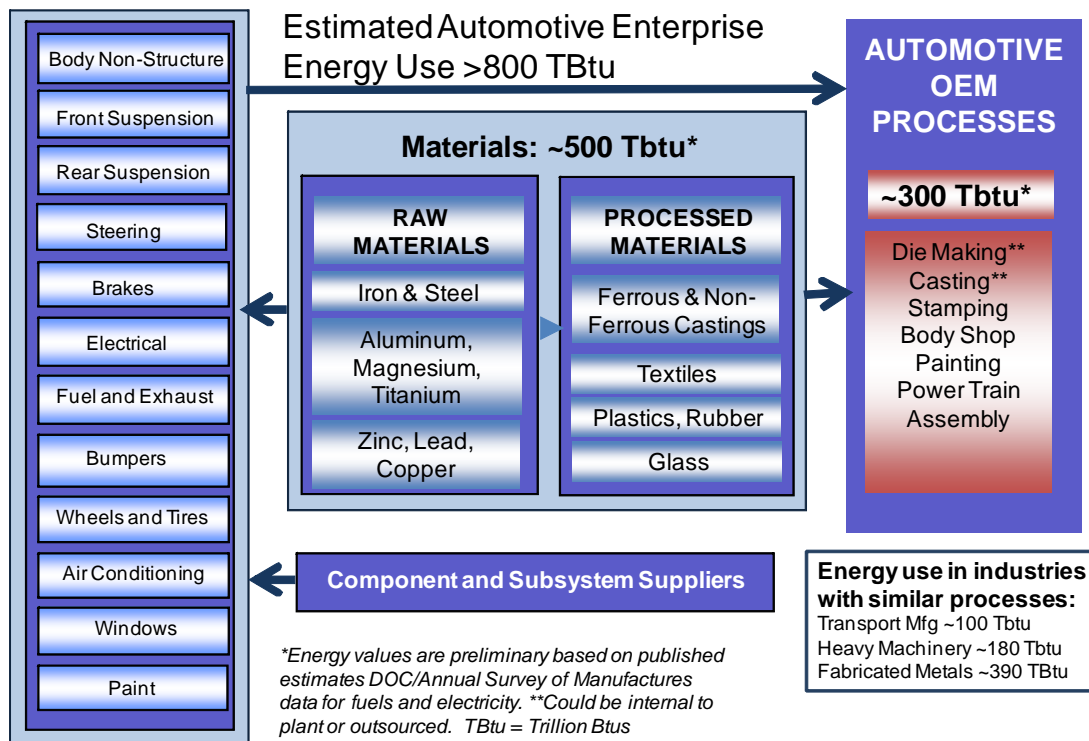 Body Non-Structure
Front Suspension
Rear Suspension
Steering
Brakes
Electrical
Fuel and Exhaust
Bumpers
Wheels and Tires
Air Conditioning
Windows
Paint
Estimated Automotive Enterprise
Energy Use >800 TBtu
Materials: ~500 Tbtu*
RAW
MATERIALS
Iron & Steel
Aluminum,
Magnesium,
Titanium
Zinc, Lead,
Copper
PROCESSED
MATERIALS
Ferrous & Non-
Ferrous Castings
Textiles
Plastics, Rubber
Glass
Component and Subsystem Suppliers
*Energy values are preliminary based on published
estimates DOC/Annual Survey of Manufactures
data for fuels and electricity. **Could be internal to
plant or outsourced. TBtu = Trillion Btus
AUTOMOTIVE
OEM
PROCESSES
~300 Tbtu*
Die Making**
Casting**
Stamping
Body Shop
Painting
Power Train
Assembly
Energy use in industries
with similar processes:
Transport Mfg ~100 Tbtu
Heavy Machinery ~180 Tbtu
Fabricated Metals ~390 TBtu